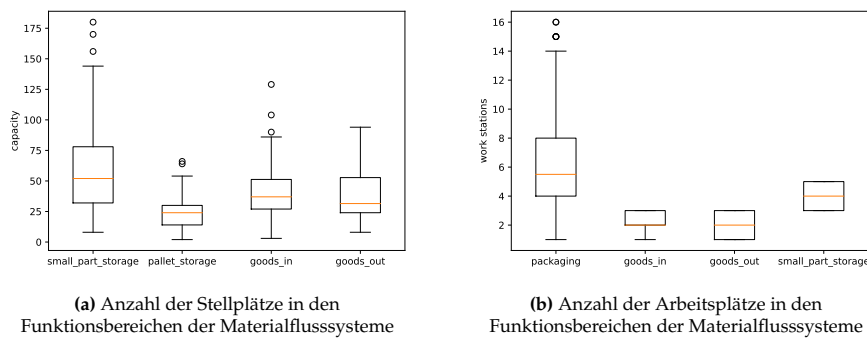 175
150
125
100
75
50
25
0
capacity
small_part_storage pallet_storage goods_in goods_out
(a) Anzahl der Stellplätze in den
Funktionsbereichen der Materialflusssysteme
16
14
12
10
8
6
4
2
work stations
packaging goods_in goods_out small_part_storage
(b) Anzahl der Arbeitsplätze in den
Funktionsbereichen der Materialflusssysteme